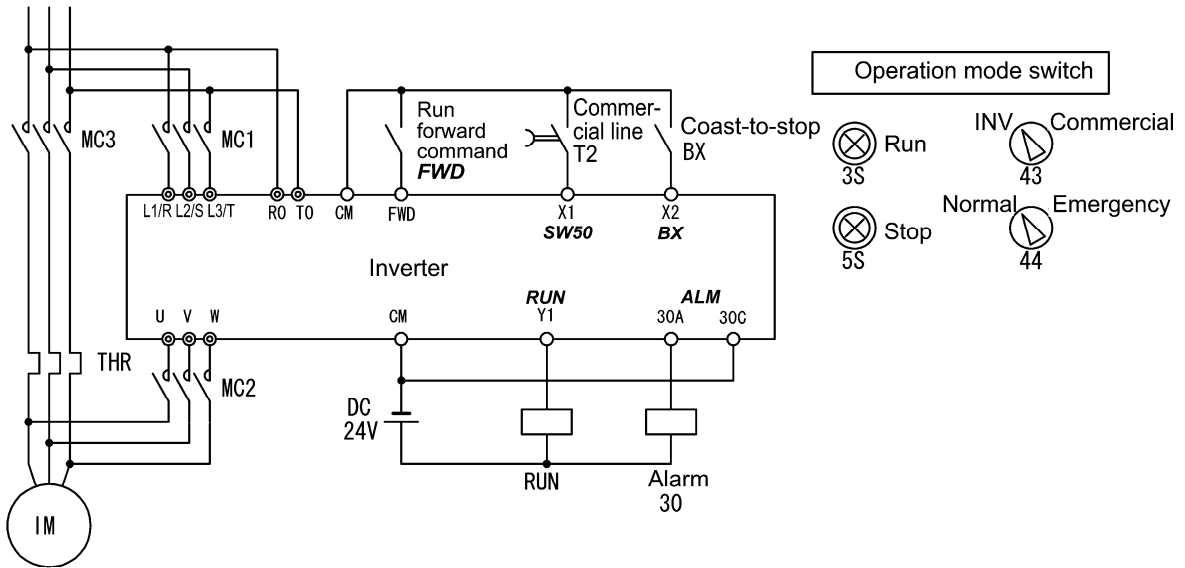 Operation mode switch
MC3
MC1
Run
forward
command
FWD
Commer-
cial line
T2
Coast-to-stop
BX
Run
3S
INV
Commercial
43
Stop
5S
Normal
Emergency
44
L1/R L2/S L3/T
R0 T0
CM
FWD
X1
SW50
X2
BX
Inverter
U V W
CM
RUN
Y1
ALM
30A
30C
THR
MC2
DC
24V
RUN
Alarm
30
IM